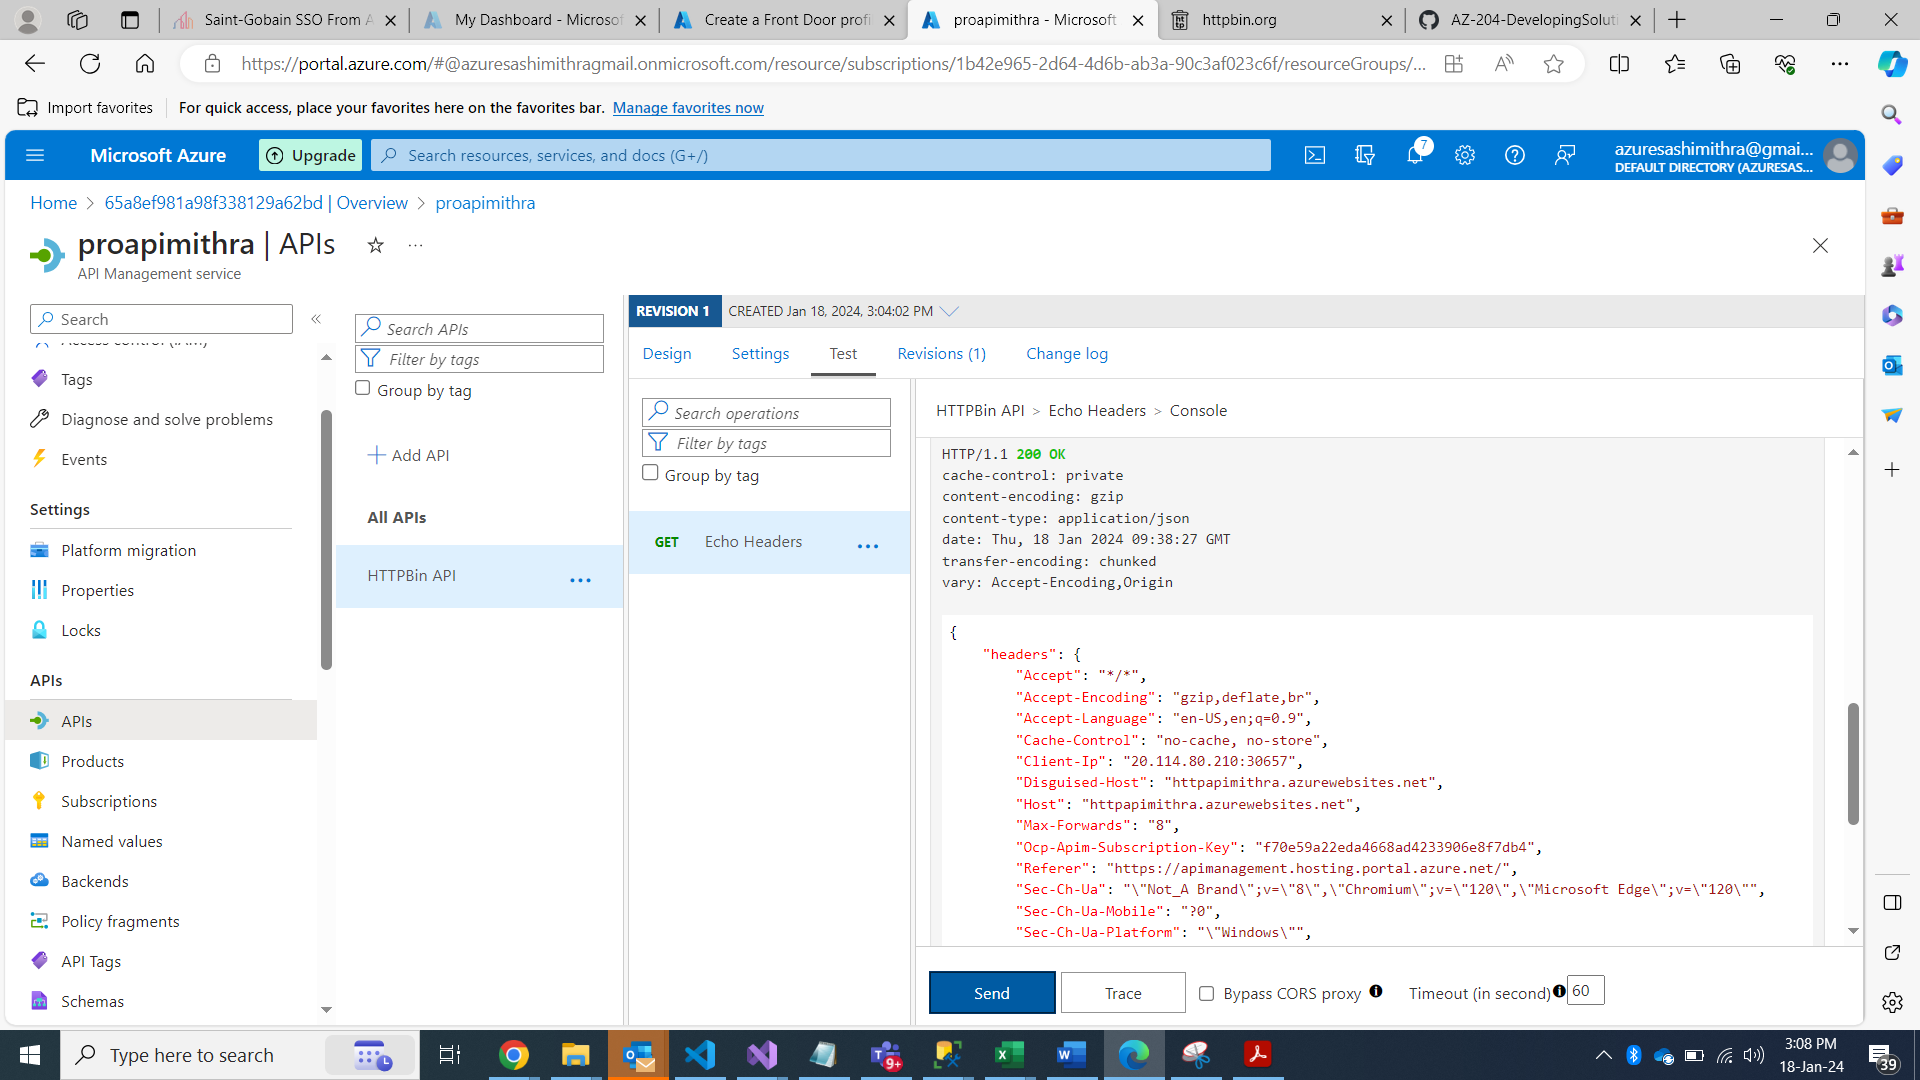 Saint-Gobain SSO From A
My Dashboard - Microsof
Create a Front Door profi
proapimithra - Microsoft
httpbin.org
AZ-204-DevelopingSoluti
https://portal.azure.com/#@azuresashimithragmail.onmicrosoft.com/resource/subscriptions/1b42e965-2d64-4d6b-ab3a-90c3af023c6f/resourceGroups/...
Import favorites
For quick access, place your favorites here on the favorites bar. Manage favorites now
Microsoft Azure
Upgrade
Search resources, services, and docs (G+/)
7
azuresashimithra@gmai...
DEFAULT DIRECTORY (AZURESAS...
Home > 65a8ef981a98f338129a62bd | Overview > proapimithra
proapimithra | APIs
API Management service
Search
Access control (IAM)
Tags
Diagnose and solve problems
Events
Settings
Platform migration
Properties
Locks
APIs
APIs
Products
Subscriptions
Named values
Backends
Policy fragments
API Tags
Schemas
Search APIs
Filter by tags
Group by tag
Add API
All APIs
HTTPBin API
REVISION 1
CREATED Jan 18, 2024, 3:04:02 PM
Design
Settings
Test
Revisions (1)
Change log
Search operations
Filter by tags
Group by tag
GET
Echo Headers
HTTPBin API > Echo Headers > Console
HTTP/1.1 200 OK
cache-control: private
content-encoding: gzip
content-type: application/json
date: Thu, 18 Jan 2024 09:38:27 GMT
transfer-encoding: chunked
vary: Accept-Encoding,Origin
{
"headers": {
"Accept": "*/*",
"Accept-Encoding": "gzip,deflate,br",
"Accept-Language": "en-US,en;q=0.9",
"Cache-Control": "no-cache, no-store",
"Client-Ip": "20.114.80.210:30657",
"Disguised-Host": "httpapimithra.azurewebsites.net",
"Host": "httpapimithra.azurewebsites.net",
"Max-Forwards": "8",
"Ocp-Apim-Subscription-Key": "f70e59a22eda4668ad4233906e8f7db4",
"Referer": "https://apimanagement.hosting.portal.azure.net/",
"Sec-Ch-Ua": "\"Not_A Brand\";v=\"8\",\"Chromium\";v=\"120\",\"Microsoft Edge\";v=\"120\"",
"Sec-Ch-Ua-Mobile": "?0",
"Sec-Ch-Ua-Platform": "\"Windows\"",
Send
Trace
Bypass CORS proxy
Timeout (in second)
60
Type here to search
9+
3:08 PM
18-Jan-24
39